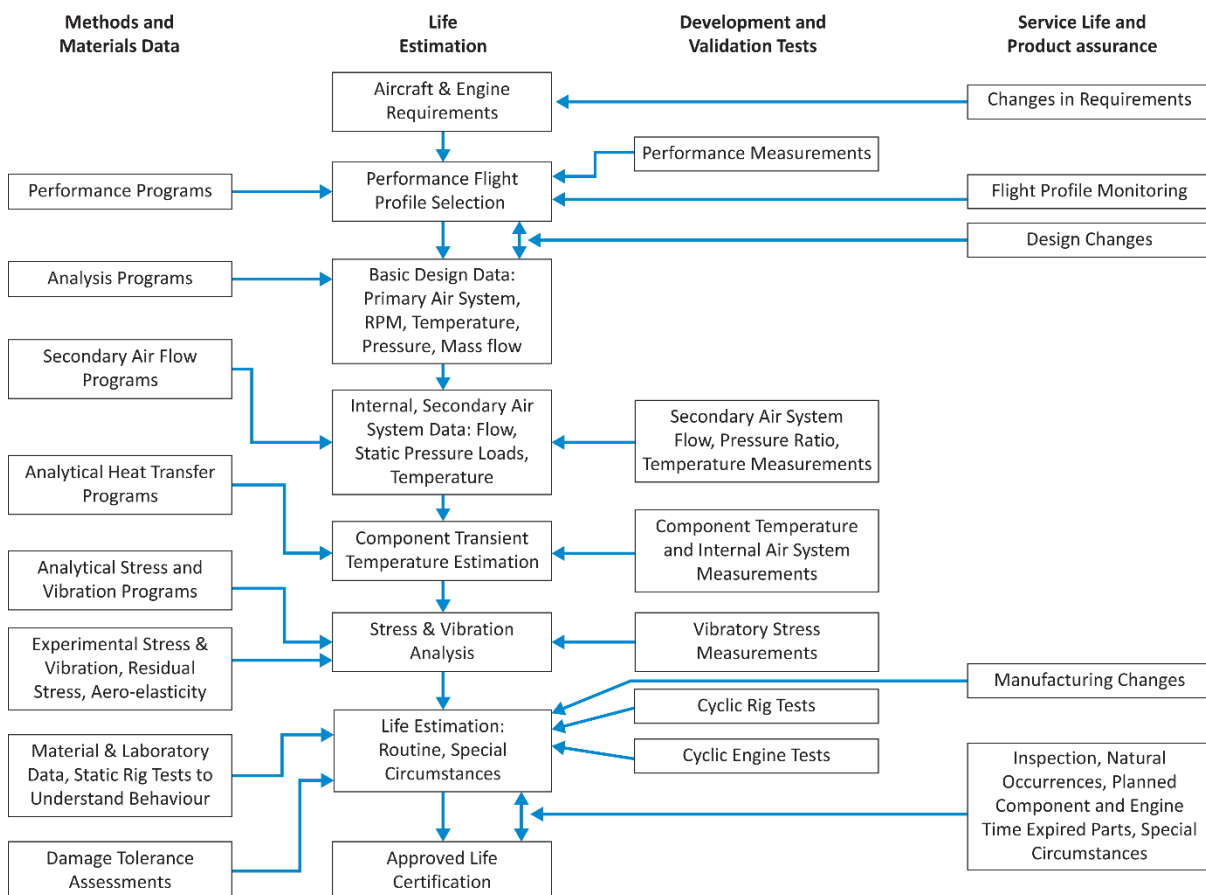 Methods and
Materials Data
Life
Estimation
Development and
Validation Tests
Service Life and
Product assurance
Aircraft & Engine
Requirements
Changes in Requirements
Performance Measurements
Performance Programs
Performance Flight
Profile Selection
Flight Profile Monitoring
Design Changes
Analysis Programs
Basic Design Data:
Primary Air System,
RPM, Temperature,
Pressure, Mass flow
Secondary Air Flow
Programs
Internal, Secondary Air
System Data: Flow,
Static Pressure Loads,
Temperature
Secondary Air System
Flow, Pressure Ratio,
Temperature Measurements
Analytical Heat Transfer
Programs
Component Transient
Temperature Estimation
Component Temperature
and Internal Air System
Measurements
Analytical Stress and
Vibration Programs
Stress & Vibration
Analysis
Vibratory Stress
Measurements
Experimental Stress &
Vibration, Residual
Stress, Aero-elasticity
Manufacturing Changes
Cyclic Rig Tests
Life Estimation:
Routine, Special
Circumstances
Cyclic Engine Tests
Material & Laboratory
Data, Static Rig Tests to
Understand Behaviour
Inspection, Natural
Occurrences, Planned
Component and Engine
Time Expired Parts, Special
Circumstances
Damage Tolerance
Assessments
Approved Life
Certification